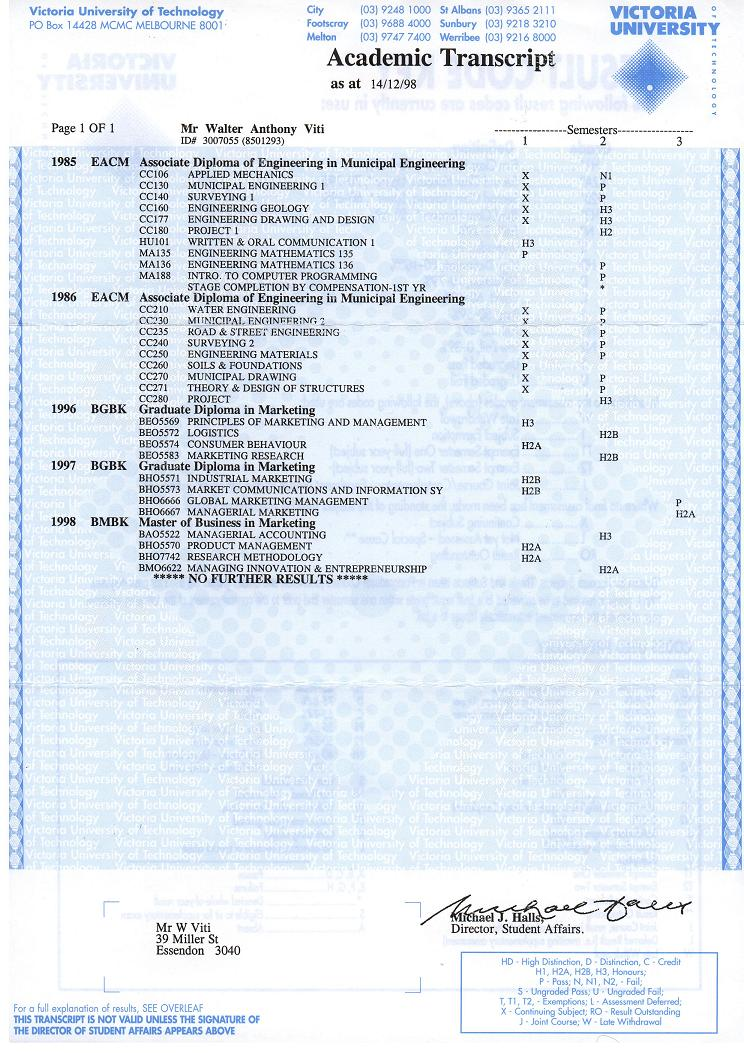 Victoria University of Technology
PO Box 14428 MCMC MELBOURNE 8001
City (03) 9248 1000 St Albans (03) 9365 2111
Footscray (03) 9688 4000 Sunbury (03) 9218 3210
Melton (03) 9747 7400 Werribee (03) 9216 8000
VICTORIA
UNIVERSITY
OF TECHNOLOGY
Academic Transcript
as at 14/12/98
Page 1 OF 1 Mr Walter Anthony Viti
ID# 3007055 (8501293)
----------------Semesters----------------
1 2 3
1985 EACM Associate Diploma of Engineering in Municipal Engineering
CC106 APPLIED MECHANICS X N1
CC130 MUNICIPAL ENGINEERING 1 X P
CC140 SURVEYING 1 X P
CC160 ENGINEERING GEOLOGY X H3
CC177 ENGINEERING DRAWING AND DESIGN X H3
CC180 PROJECT 1 H2
HU101 WRITTEN & ORAL COMMUNICATION 1 H3
MA135 ENGINEERING MATHEMATICS 135 P
MA136 ENGINEERING MATHEMATICS 136 P
MA188 INTRO. TO COMPUTER PROGRAMMING P
STAGE COMPLETION BY COMPENSATION-1ST YR *
1986 EACM Associate Diploma of Engineering in Municipal Engineering
CC210 WATER ENGINEERING X P
CC230 MUNICIPAL ENGINEERING 2 X P
CC235 ROAD & STREET ENGINEERING X P
CC240 SURVEYING 2 X P
CC250 ENGINEERING MATERIALS X P
CC260 SOILS & FOUNDATIONS P
CC270 MUNICIPAL DRAWING X P
CC271 THEORY & DESIGN OF STRUCTURES X P
CC280 PROJECT H3
1996 BGBK Graduate Diploma in Marketing
BEO5569 PRINCIPLES OF MARKETING AND MANAGEMENT H3
BEO5572 LOGISTICS H2B
BEO5574 CONSUMER BEHAVIOUR H2A
BEO5583 MARKETING RESEARCH H2B
1997 BGBK Graduate Diploma in Marketing
BHO5571 INDUSTRIAL MARKETING H2B
BHO5573 MARKET COMMUNICATIONS AND INFORMATION SY H2B
BHO6666 GLOBAL MARKETING MANAGEMENT P
BHO6667 MANAGERIAL MARKETING H2A
1998 BMBK Master of Business in Marketing
BAO5522 MANAGERIAL ACCOUNTING H3
BHO5570 PRODUCT MANAGEMENT H2A
BHO7742 RESEARCH METHODOLOGY H2A
BMO6622 MANAGING INNOVATION & ENTREPRENEURSHIP H2A
***** NO FURTHER RESULTS *****
Mr W Viti
39 Miller St
Essendon 3040
Michael J. Halls,
Director, Student Affairs.
HD - High Distinction, D - Distinction, C - Credit
H1, H2A, H2B, H3, Honours;
P - Pass; N, N1, N2, - Fail;
S - Ungraded Pass; U - Ungraded Fail;
T, T1, T2, - Exemptions; L - Assessment Deferred;
X - Continuing Subject; RO - Result Outstanding
J - Joint Course; W - Late Withdrawal
For a full explanation of results, SEE OVERLEAF
THIS TRANSCRIPT IS NOT VALID UNLESS THE SIGNATURE OF
THE DIRECTOR OF STUDENT AFFAIRS APPEARS ABOVE